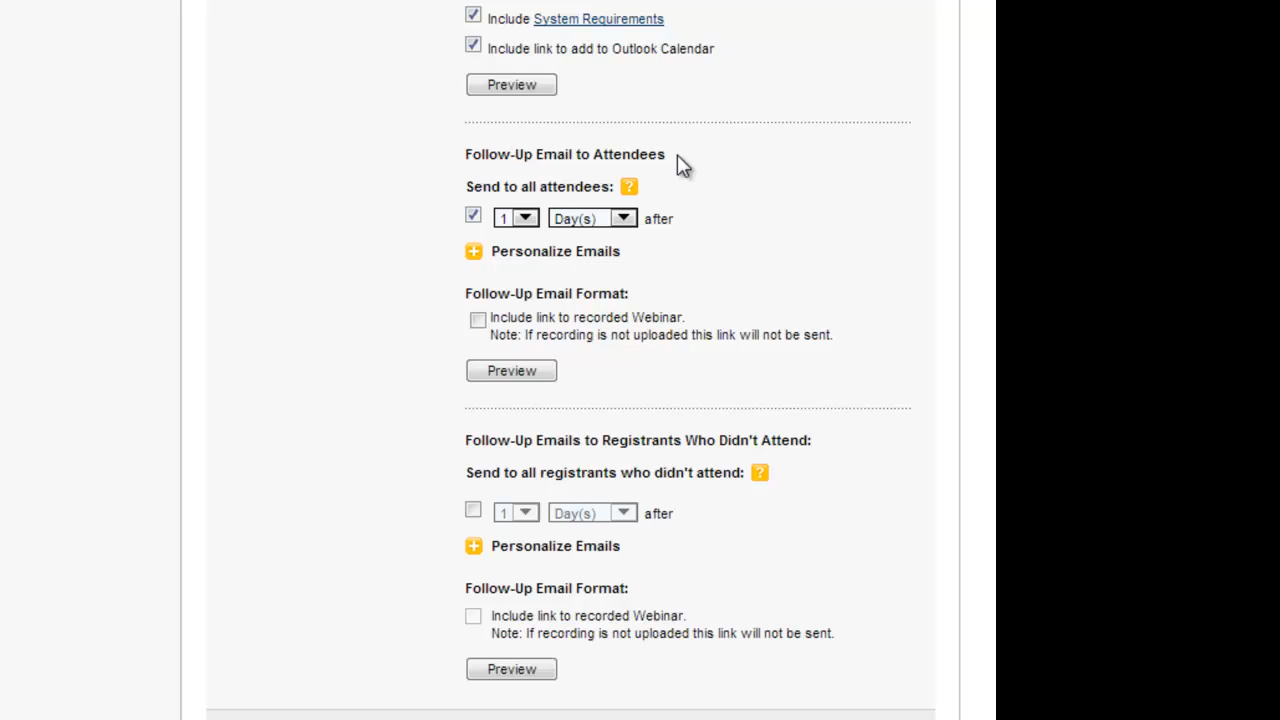 Include System Requirements
Include link to add to Outlook Calendar
Preview
Follow-Up Email to Attendees
Send to all attendees: ?
1 Day(s) after
Personalize Emails
Follow-Up Email Format:
Include link to recorded Webinar.
Note: If recording is not uploaded this link will not be sent.
Preview
Follow-Up Emails to Registrants Who Didn't Attend:
Send to all registrants who didn't attend: ?
1 Day(s) after
Personalize Emails
Follow-Up Email Format:
Include link to recorded Webinar.
Note: If recording is not uploaded this link will not be sent.
Preview